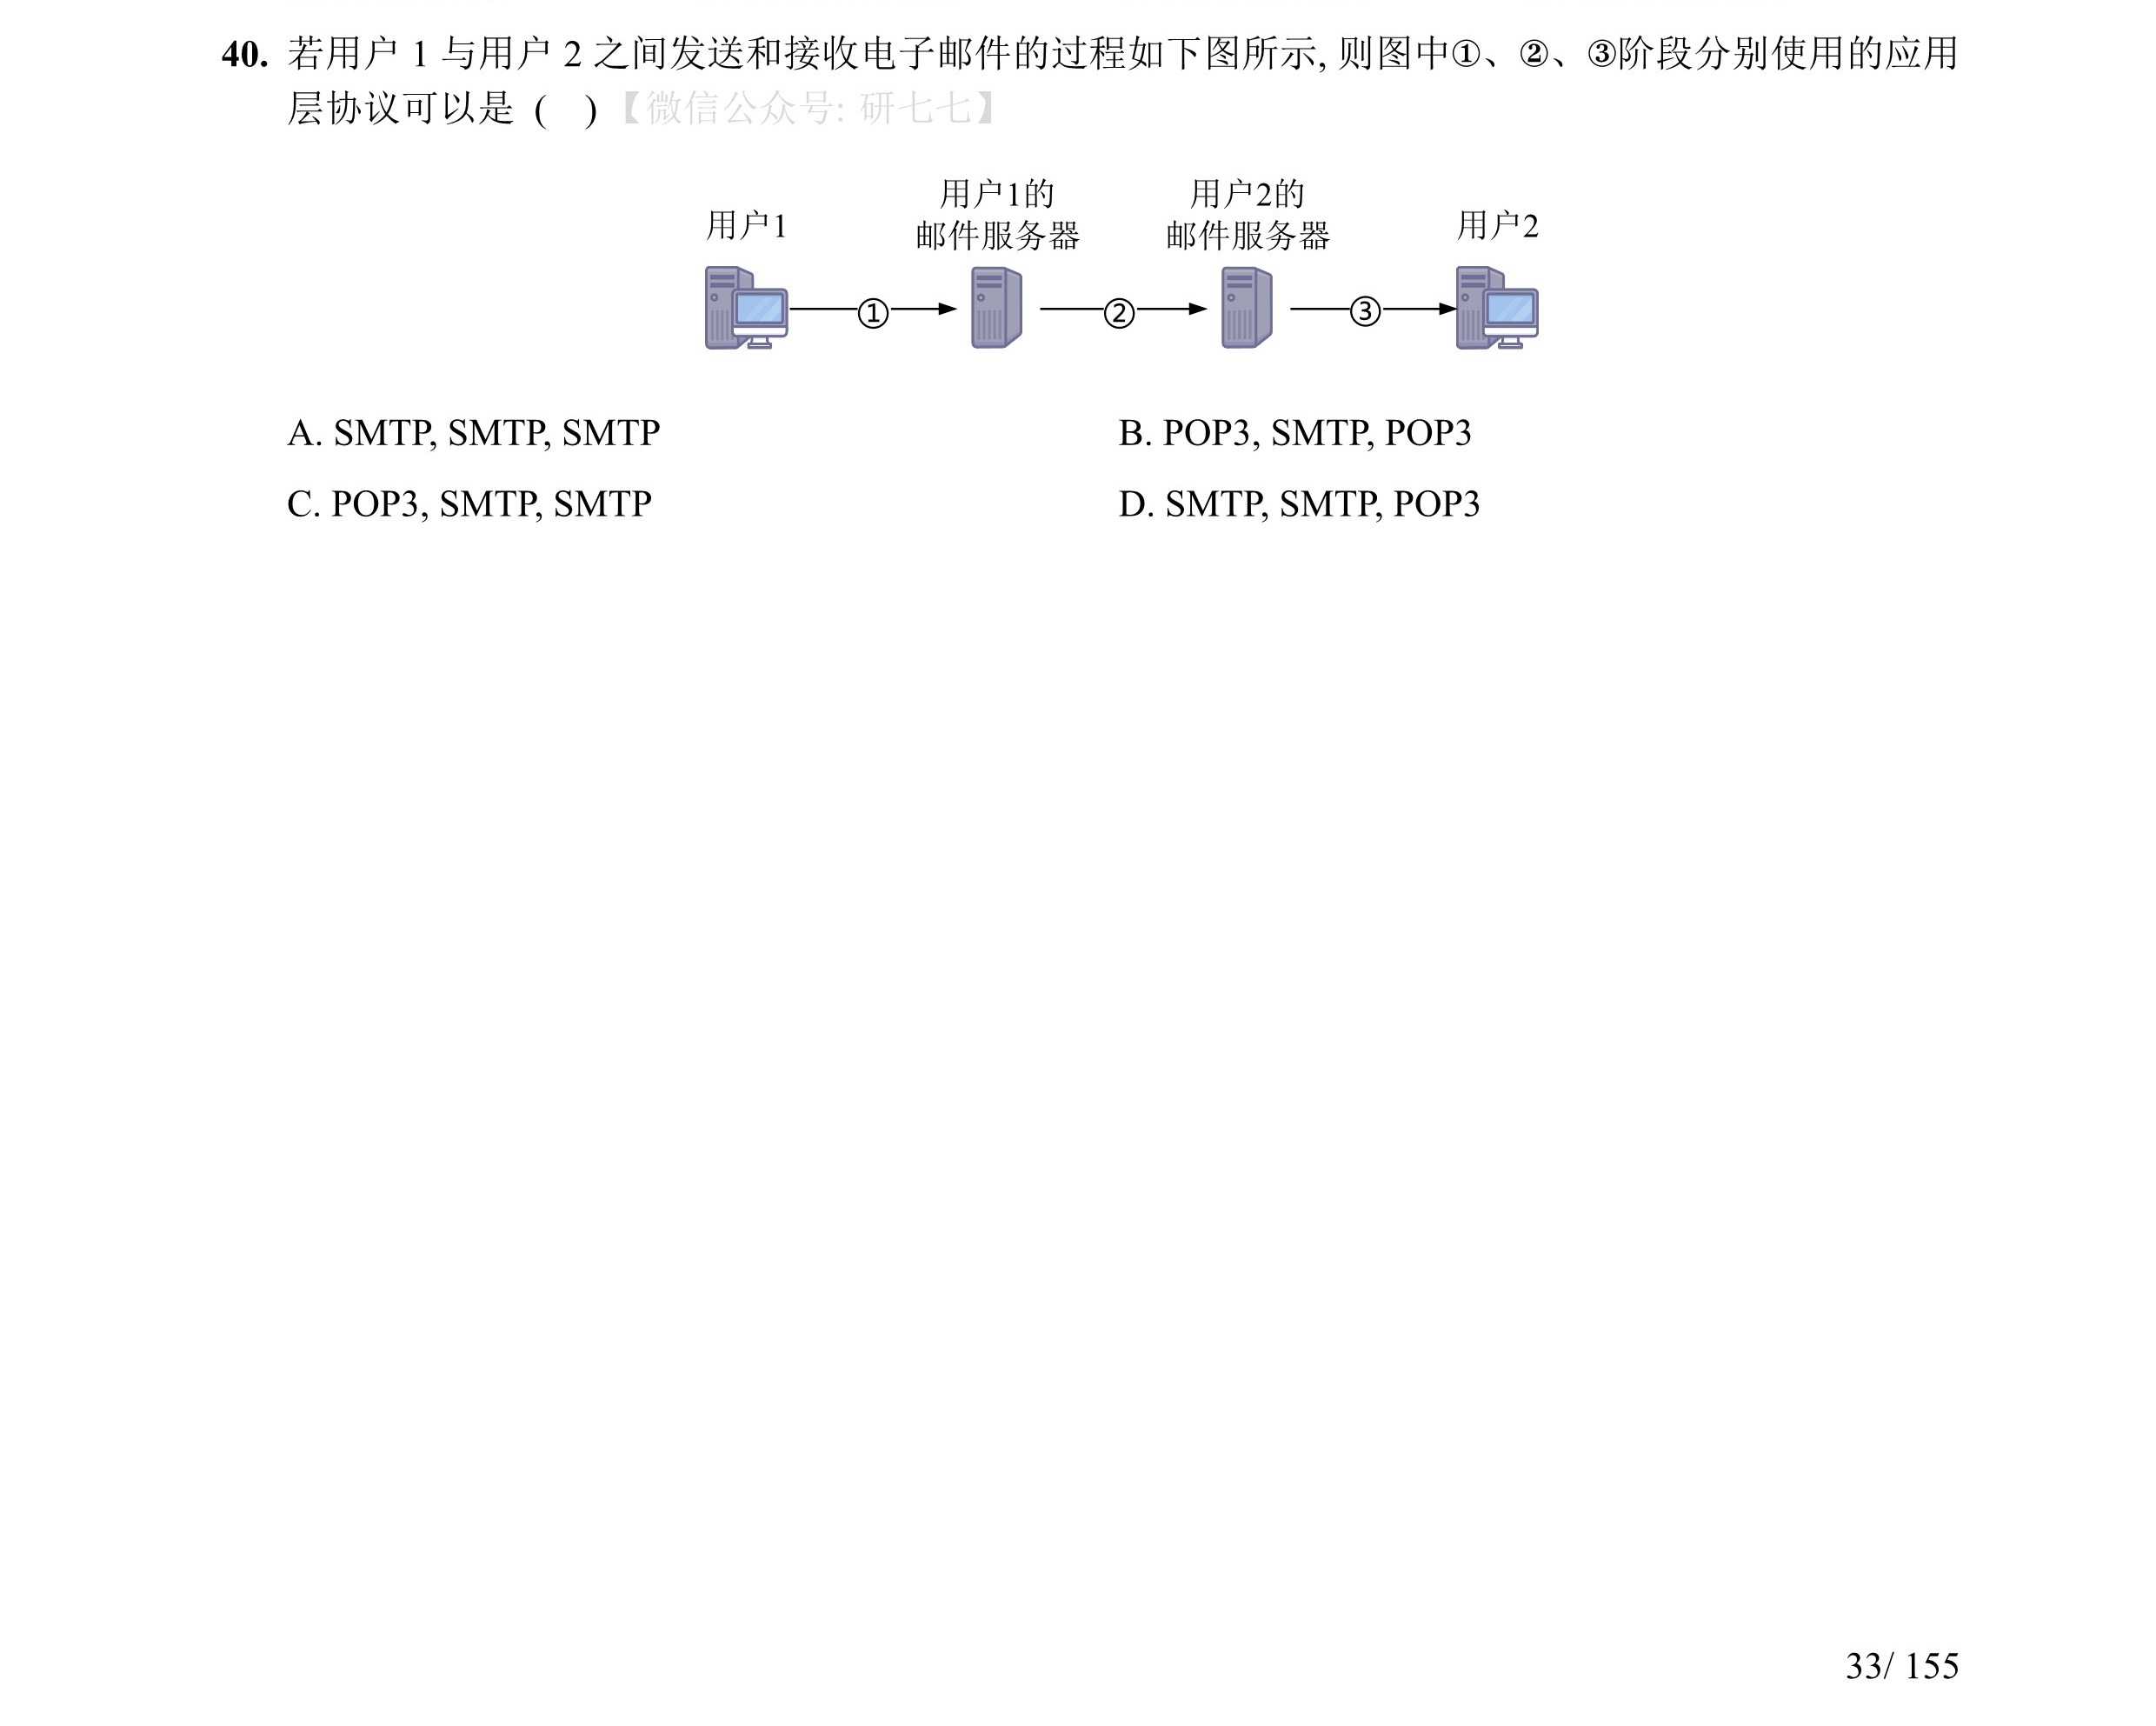 40. 若用户 1 与用户 2 之间发送和接收电子邮件的过程如下图所示, 则图中①、②、③阶段分别使用的应用
层协议可以是 ( ) 【微信公众号: 研七七】
用户1
用户1的
邮件服务器
用户2的
邮件服务器
用户2
①
②
③
A. SMTP, SMTP, SMTP
B. POP3, SMTP, POP3
C. POP3, SMTP, SMTP
D. SMTP, SMTP, POP3
33/ 155